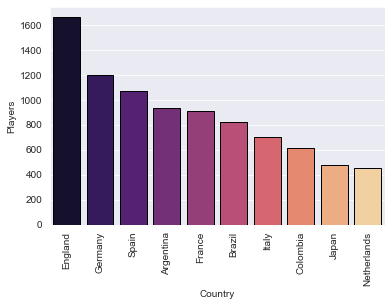 1600
1400
1200
1000
800
600
400
200
0
Players
England
Germany
Spain
Argentina
France
Brazil
Italy
Colombia
Japan
Netherlands
Country